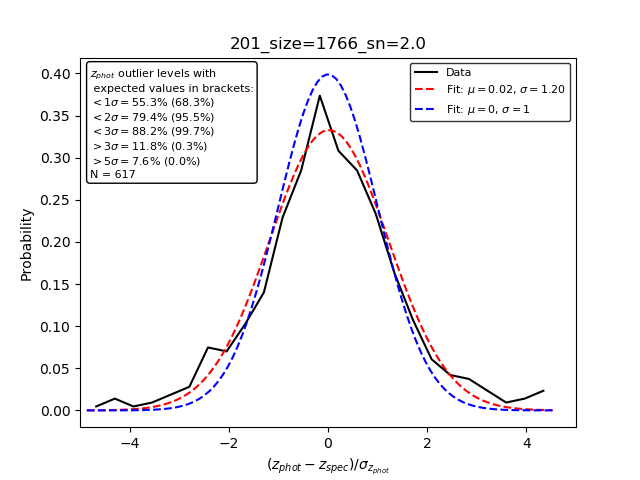 201_size=1766_sn=2.0
z_phot outlier levels with
expected values in brackets:
<1σ=55.3% (68.3%)
<2σ=79.4% (95.5%)
<3σ=88.2% (99.7%)
>3σ=11.8% (0.3%)
>5σ=7.6% (0.0%)
N = 617
Data
Fit: μ=0.02, σ=1.20
Fit: μ=0, σ=1
Probability
0.40
0.35
0.30
0.25
0.20
0.15
0.10
0.05
0.00
−4 −2 0 2 4
(z_phot − z_spec)/σ_z_phot